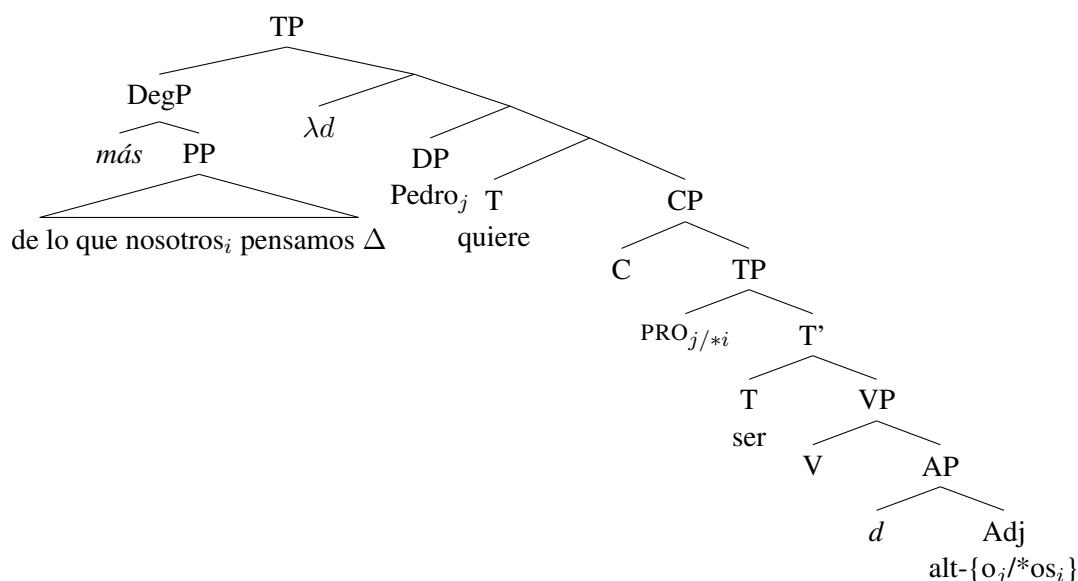 TP
DegP
λd
más PP
DP
Pedro_j T CP
de lo que nosotros_i pensamos Δ quiere
C TP
PRO_j/*i T’
T VP
ser
V AP
d Adj
alt-{o_j/*os_i}